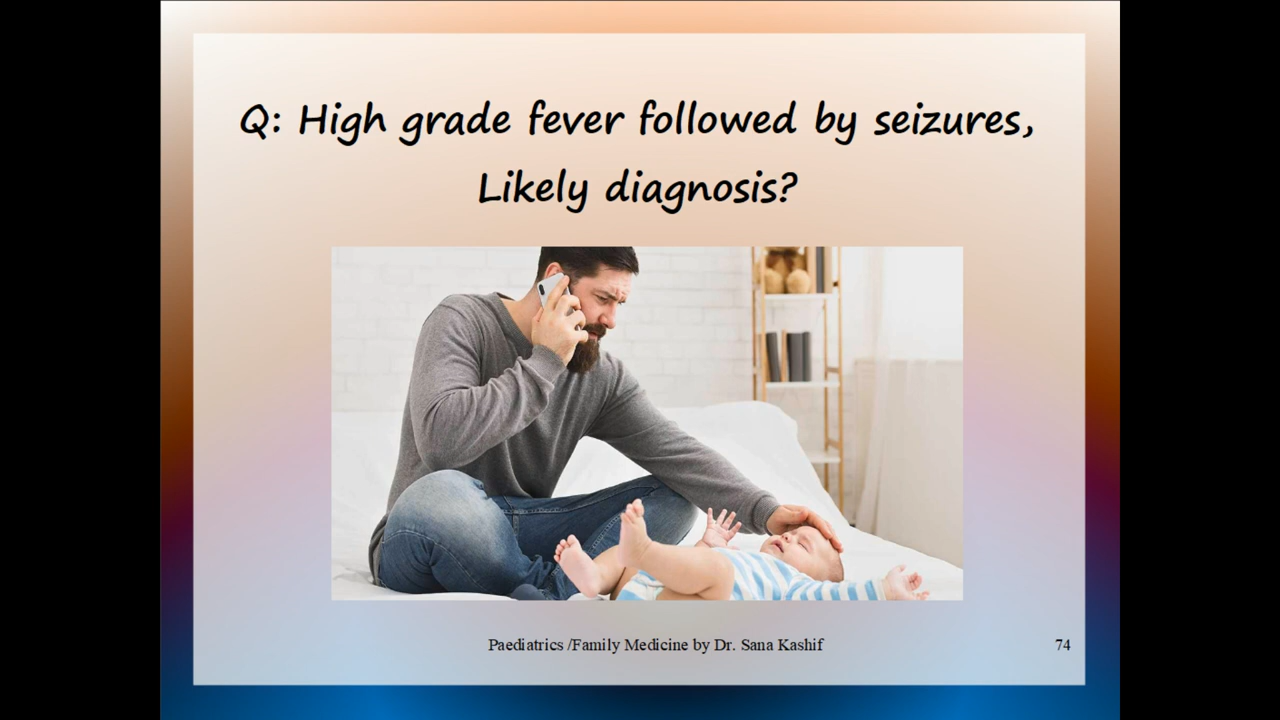 Q: High grade fever followed by seizures,
Likely diagnosis?
Paediatrics /Family Medicine by Dr. Sana Kashif
74